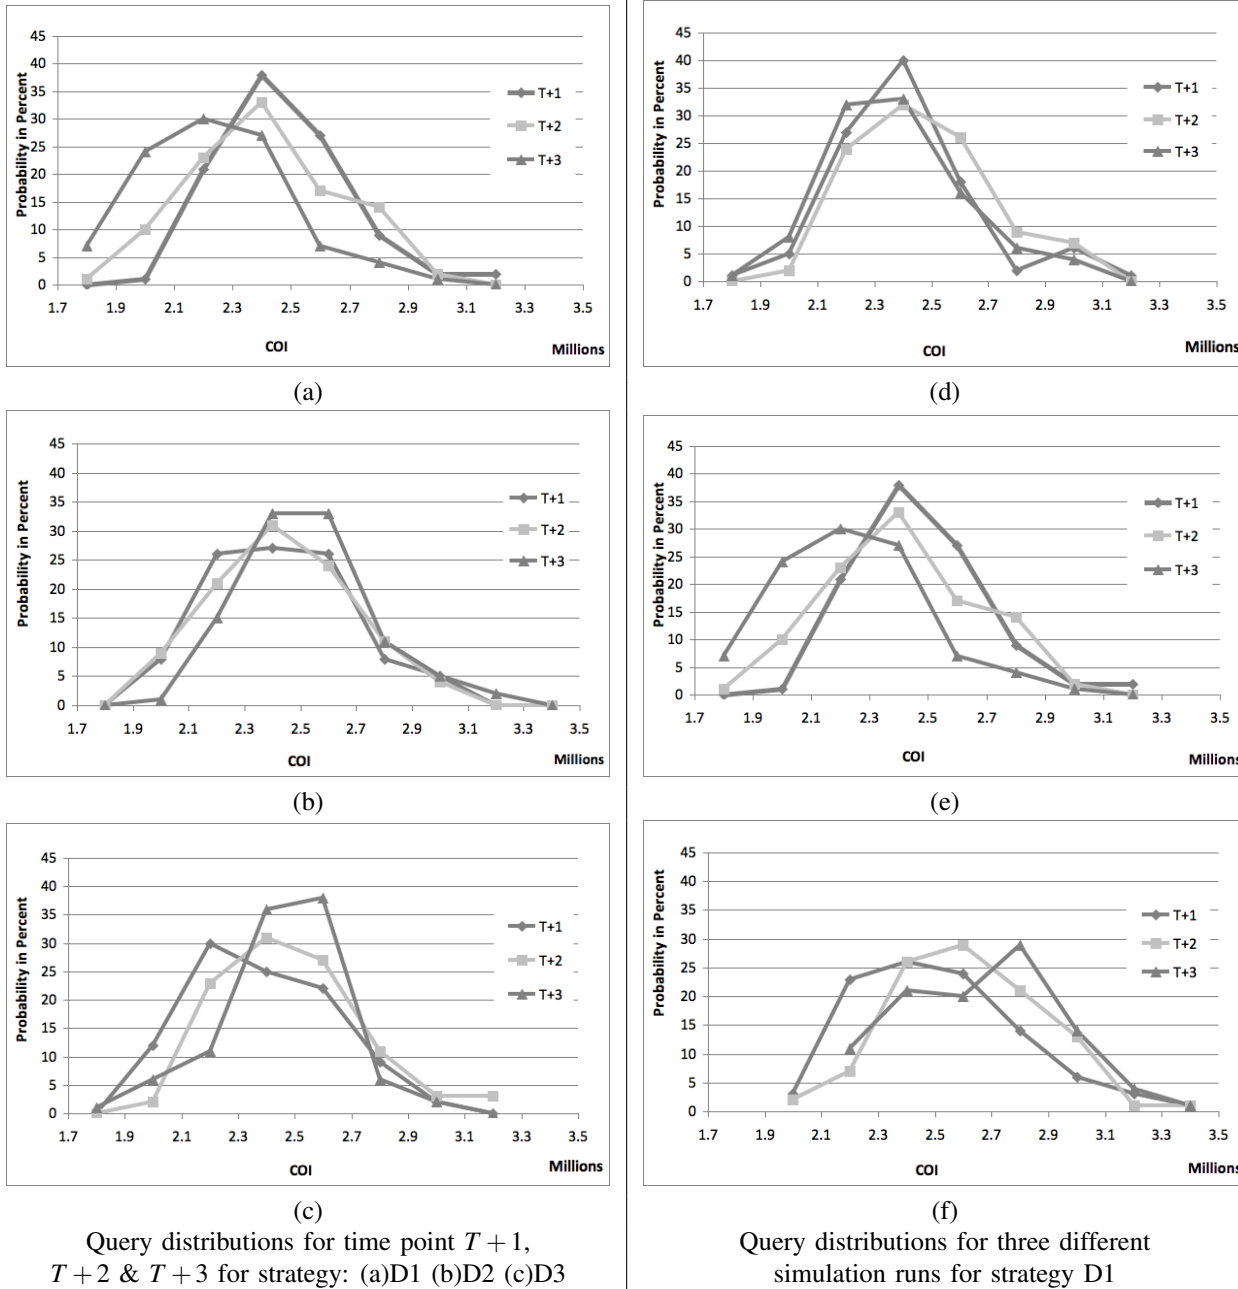 45
40
35
30
25
20
15
10
5
0
Probability in Percent
T+1
T+2
T+3
1.7 1.9 2.1 2.3 2.5 2.7 2.9 3.1 3.3 3.5
COI Millions
(a)
45
40
35
30
25
20
15
10
5
0
Probability in Percent
T+1
T+2
T+3
1.7 1.9 2.1 2.3 2.5 2.7 2.9 3.1 3.3 3.5
COI Millions
(b)
45
40
35
30
25
20
15
10
5
0
Probability in Percent
T+1
T+2
T+3
1.7 1.9 2.1 2.3 2.5 2.7 2.9 3.1 3.3 3.5
COI Millions
(c)
Query distributions for time point T + 1,
T + 2 & T + 3 for strategy: (a)D1 (b)D2 (c)D3
45
40
35
30
25
20
15
10
5
0
Probability in Percent
T+1
T+2
T+3
1.7 1.9 2.1 2.3 2.5 2.7 2.9 3.1 3.3 3.5
COI Millions
(d)
45
40
35
30
25
20
15
10
5
0
Probability in Percent
T+1
T+2
T+3
1.7 1.9 2.1 2.3 2.5 2.7 2.9 3.1 3.3 3.5
COI Millions
(e)
45
40
35
30
25
20
15
10
5
0
Probability in Percent
T+1
T+2
T+3
1.7 1.9 2.1 2.3 2.5 2.7 2.9 3.1 3.3 3.5
COI Millions
(f)
Query distributions for three different
simulation runs for strategy D1